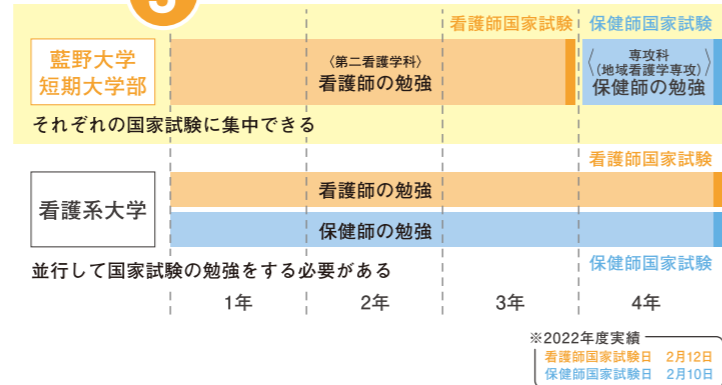 3
看護師国家試験 保健師国家試験
藍野大学
短期大学部
〈第二看護学科〉
看護師の勉強
専攻科
(地域看護学専攻)
保健師の勉強
それぞれの国家試験に集中できる
看護師国家試験
看護系大学
看護師の勉強
保健師の勉強
並行して国家試験の勉強をする必要がある
保健師国家試験
1年 2年 3年 4年
※2022年度実績
看護師国家試験日 2月12日
保健師国家試験日 2月10日